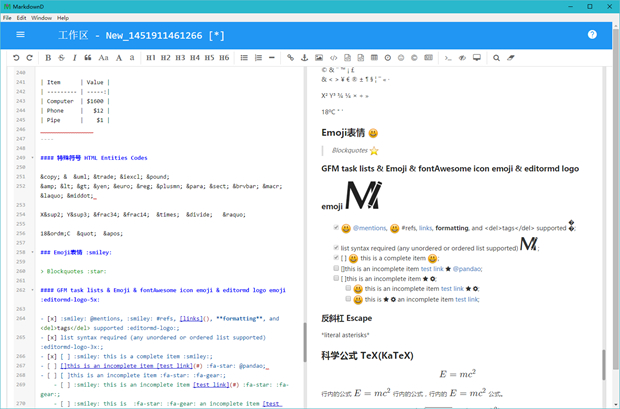 MarkdownD
File Edit Window Help
工作区 - New_1451911461266 [*]
B S I “ Aa A a H1 H2 H3 H4 H5 H6
240
241 | Item | Value |
242 | --------- | -----:|
243 | Computer | $1600 |
244 | Phone | $12 |
245 | Pipe | $1 |
246
247 ----
248
249 #### 特殊符号 HTML Entities Codes
250
251 &copy; & &uml; &trade; &iexcl; &pound;
252 &amp; &lt; &gt; &yen; &euro; &reg; &plusmn; &para; &sect; &brvbar; &macr;
&laquo; &middot;
253
254 X&sup2; Y&sup3; &frac34; &frac14; &times; &divide; &raquo;
255
256 18&ordm;C &quot; &apos;
257
258 ### Emoji表情 :smiley:
259
260 > Blockquotes :star:
261
262 #### GFM task lists & Emoji & fontAwesome icon emoji & editormd logo emoji
:editormd-logo-5x:
263
264 - [x] :smiley: @mentions, :smiley: #refs, [links](), **formatting**, and
<del>tags</del> supported :editormd-logo:;
265 - [x] list syntax required (any unordered or ordered list supported)
:editormd-logo-3x:;
266 - [x] [ ] :smiley: this is a complete item :smiley:;
267 - [ ] []this is an incomplete item [test link](#) :fa-star: @pandao;
268 - [ ] [ ]this is an incomplete item :fa-star: :fa-gear:;
269 - [ ] :smiley: this is an incomplete item [test link](#) :fa-star: :fa-
gear:;
270 - [ ] :smiley: this is :fa-star: :fa-gear: an incomplete item [test
& < > ¥ € ® ± ¶ § ¦ ¯ « ·
X² Y³ ¾ ¼ × ÷ »
18ºC " '
Emoji表情
Blockquotes
GFM task lists & Emoji & fontAwesome icon emoji & editormd logo
emoji
@mentions, #refs, links, formatting, and <del>tags</del> supported ;
list syntax required (any unordered or ordered list supported) ;
[ ] this is a complete item ;
[]this is an incomplete item test link ★ @pandao;
[ ]this is an incomplete item ★ ;
this is an incomplete item test link ★ ;
this is ★ an incomplete item test link;
反斜杠 Escape
*literal asterisks*
科学公式 TeX(KaTeX)
E = mc²
行内的公式 E = mc² 行内的公式，行内的 E = mc² 公式。